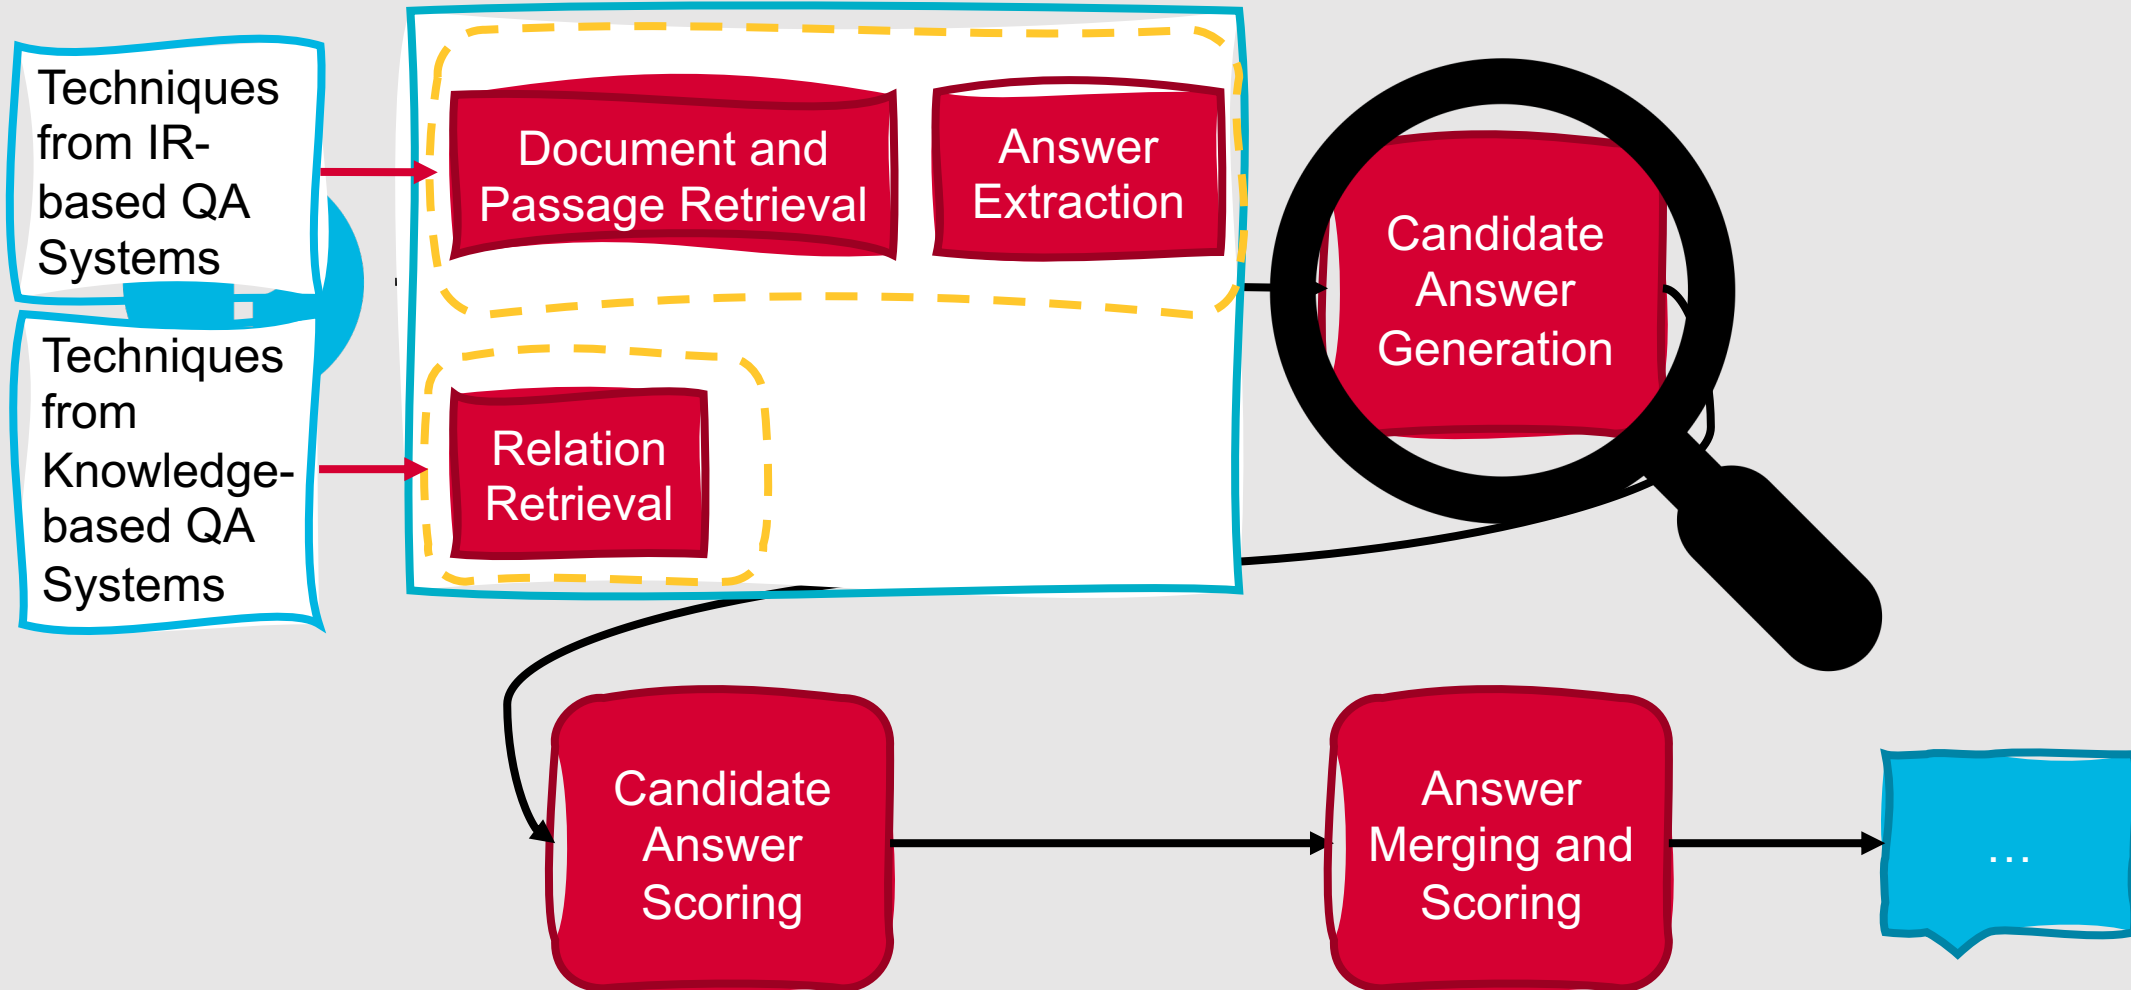 Techniques
from IR-
based QA
Systems
Document and
Passage Retrieval
Answer
Extraction
Candidate
Answer
Generation
Techniques
from
Knowledge-
based QA
Systems
Relation
Retrieval
Candidate
Answer
Scoring
Answer
Merging and
Scoring
…